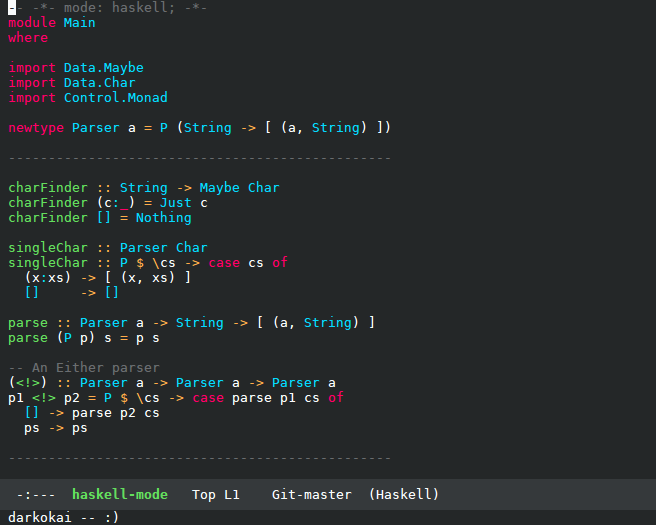 -- -*- mode: haskell; -*-
module Main
where
import Data.Maybe
import Data.Char
import Control.Monad
newtype Parser a = P (String -> [ (a, String) ])
------------------------------------------------
charFinder :: String -> Maybe Char
charFinder (c:_) = Just c
charFinder [] = Nothing
singleChar :: Parser Char
singleChar :: P $ \cs -> case cs of
  (x:xs) -> [ (x, xs) ]
  []     -> []
parse :: Parser a -> String -> [ (a, String) ]
parse (P p) s = p s
-- An Either parser
(<!>) :: Parser a -> Parser a -> Parser a
p1 <!> p2 = P $ \cs -> case parse p1 cs of
  [] -> parse p2 cs
  ps -> ps
------------------------------------------------
-:---  haskell-mode   Top L1    Git-master  (Haskell)
darkokai -- :)